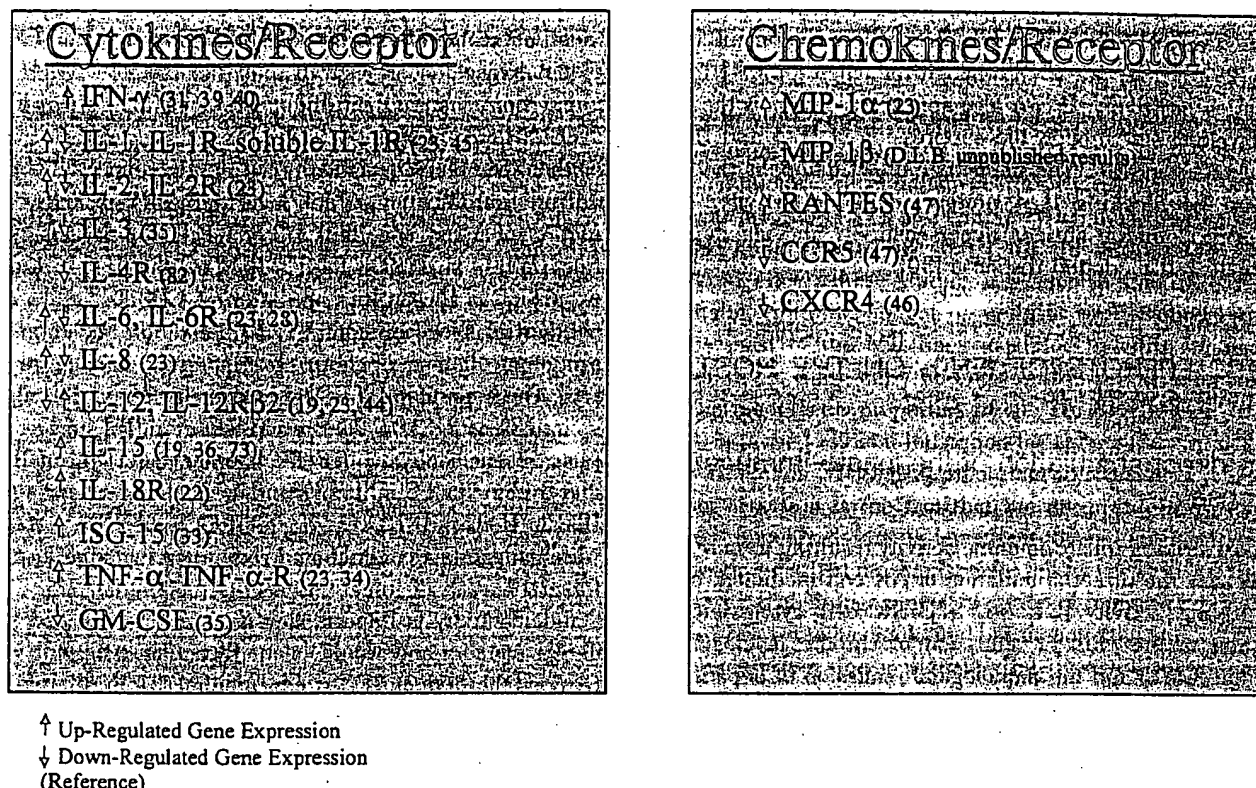 Cytokines/Receptor
↑ IFN-γ (31, 39, 40)
↑↓ IL-1, IL-1R, soluble IL-1R (23, 45)
↑↓ IL-2, IL-2R
↓ IL-3 (35)
↓ IL-4R (82)
↑↓ IL-6, IL-6R (23, 28)
↑↓ IL-8 (23)
↓↑ IL-12, IL-12Rβ2 (19, 25, 44)
↑ IL-15 (19, 36, 73)
↑ IL-18R (22)
↑ ISG-15 (33)
↑ TNF-α, TNF-α-R (23, 34)
↓ GM-CSF (35)
Chemokines/Receptor
↑ MIP-1α (23)
↑ MIP-1β (D.L.B. unpublished results)
↑ RANTES (47)
↓ CCR5 (47)
↓ CXCR4 (46)
↑ Up-Regulated Gene Expression
↓ Down-Regulated Gene Expression
(Reference)